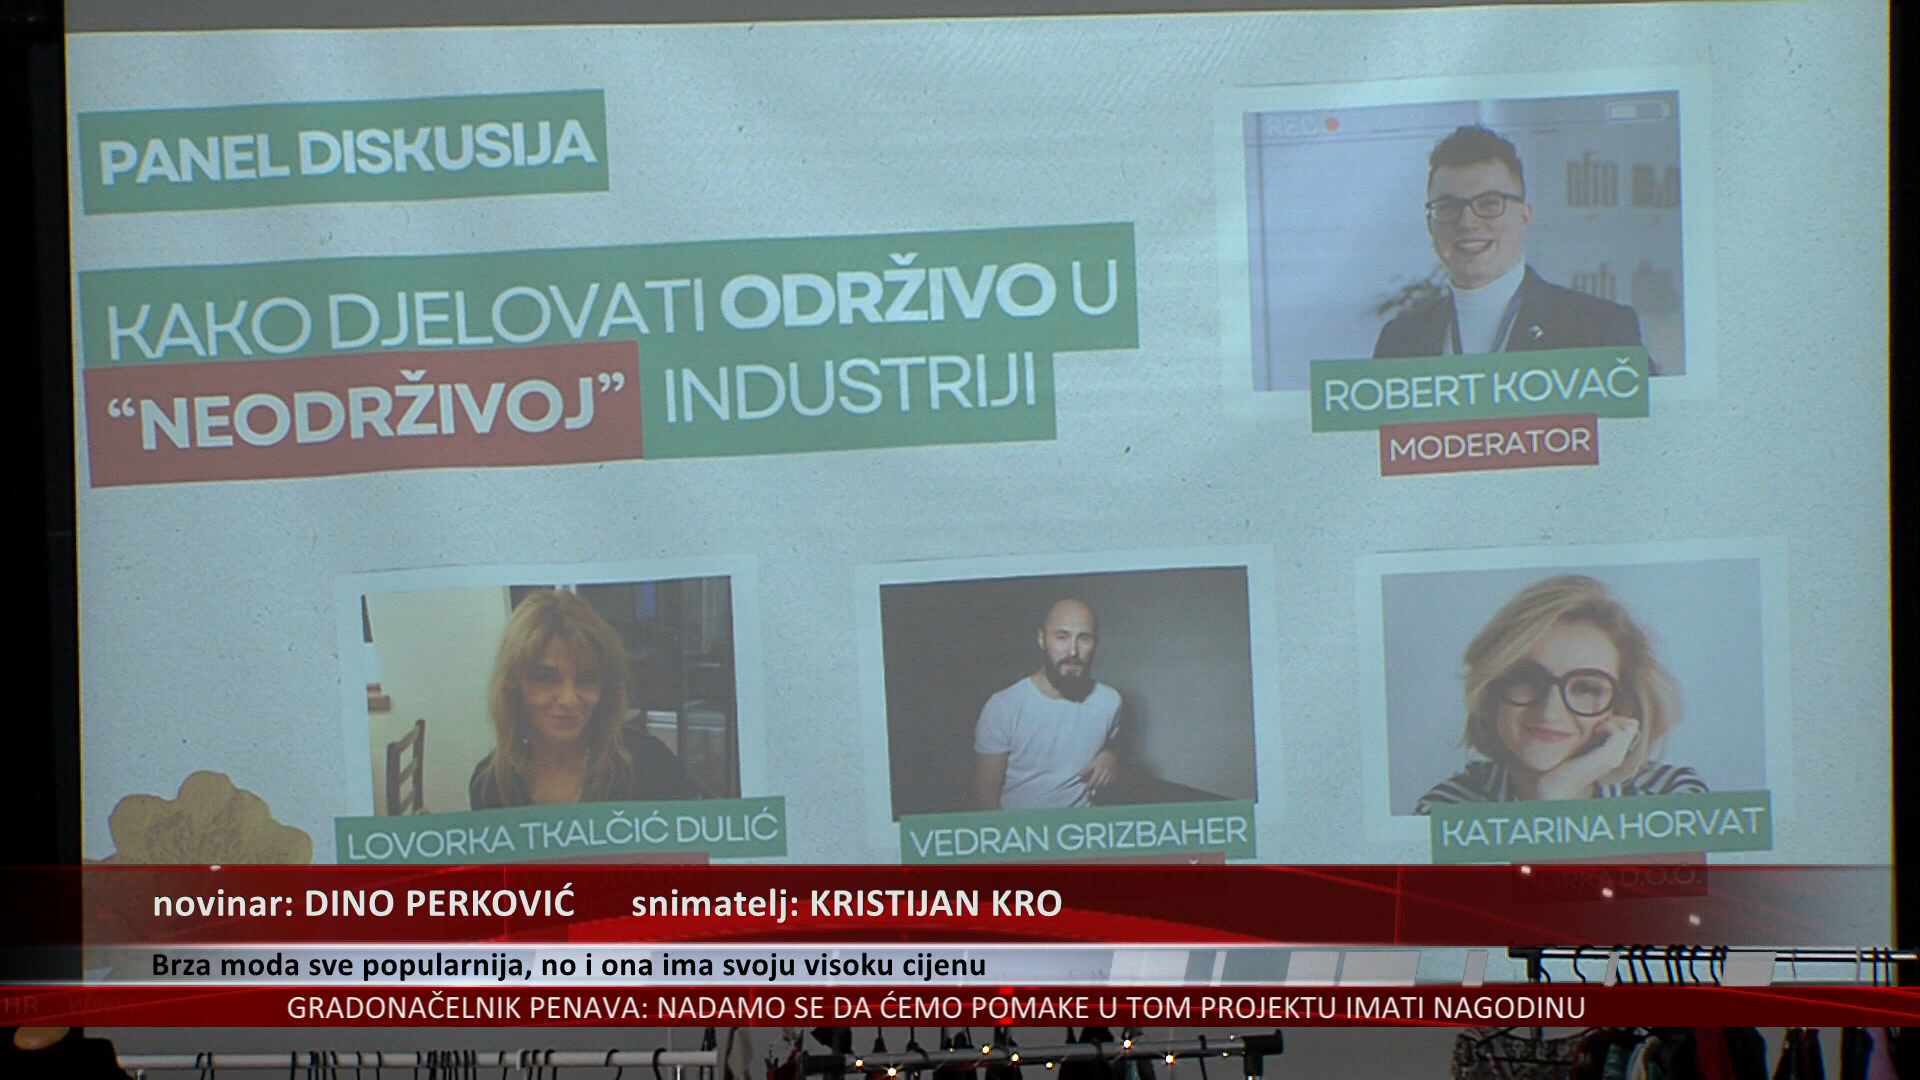 PANEL DISKUSIJA
KAKO DJELOVATI ODRŽIVO U
“NEODRŽIVOJ” INDUSTRIJI
REC
ROBERT KOVAČ
MODERATOR
LOVORKA TKALČIĆ DULIĆ
VEDRAN GRIZBAHER
KATARINA HORVAT
D.O.O.
novinar: DINO PERKOVIĆ snimatelj: KRISTIJAN KRO
Brza moda sve popularnija, no i ona ima svoju visoku cijenu
GRADONAČELNIK PENAVA: NADAMO SE DA ĆEMO POMAKE U TOM PROJEKTU IMATI NAGODINU